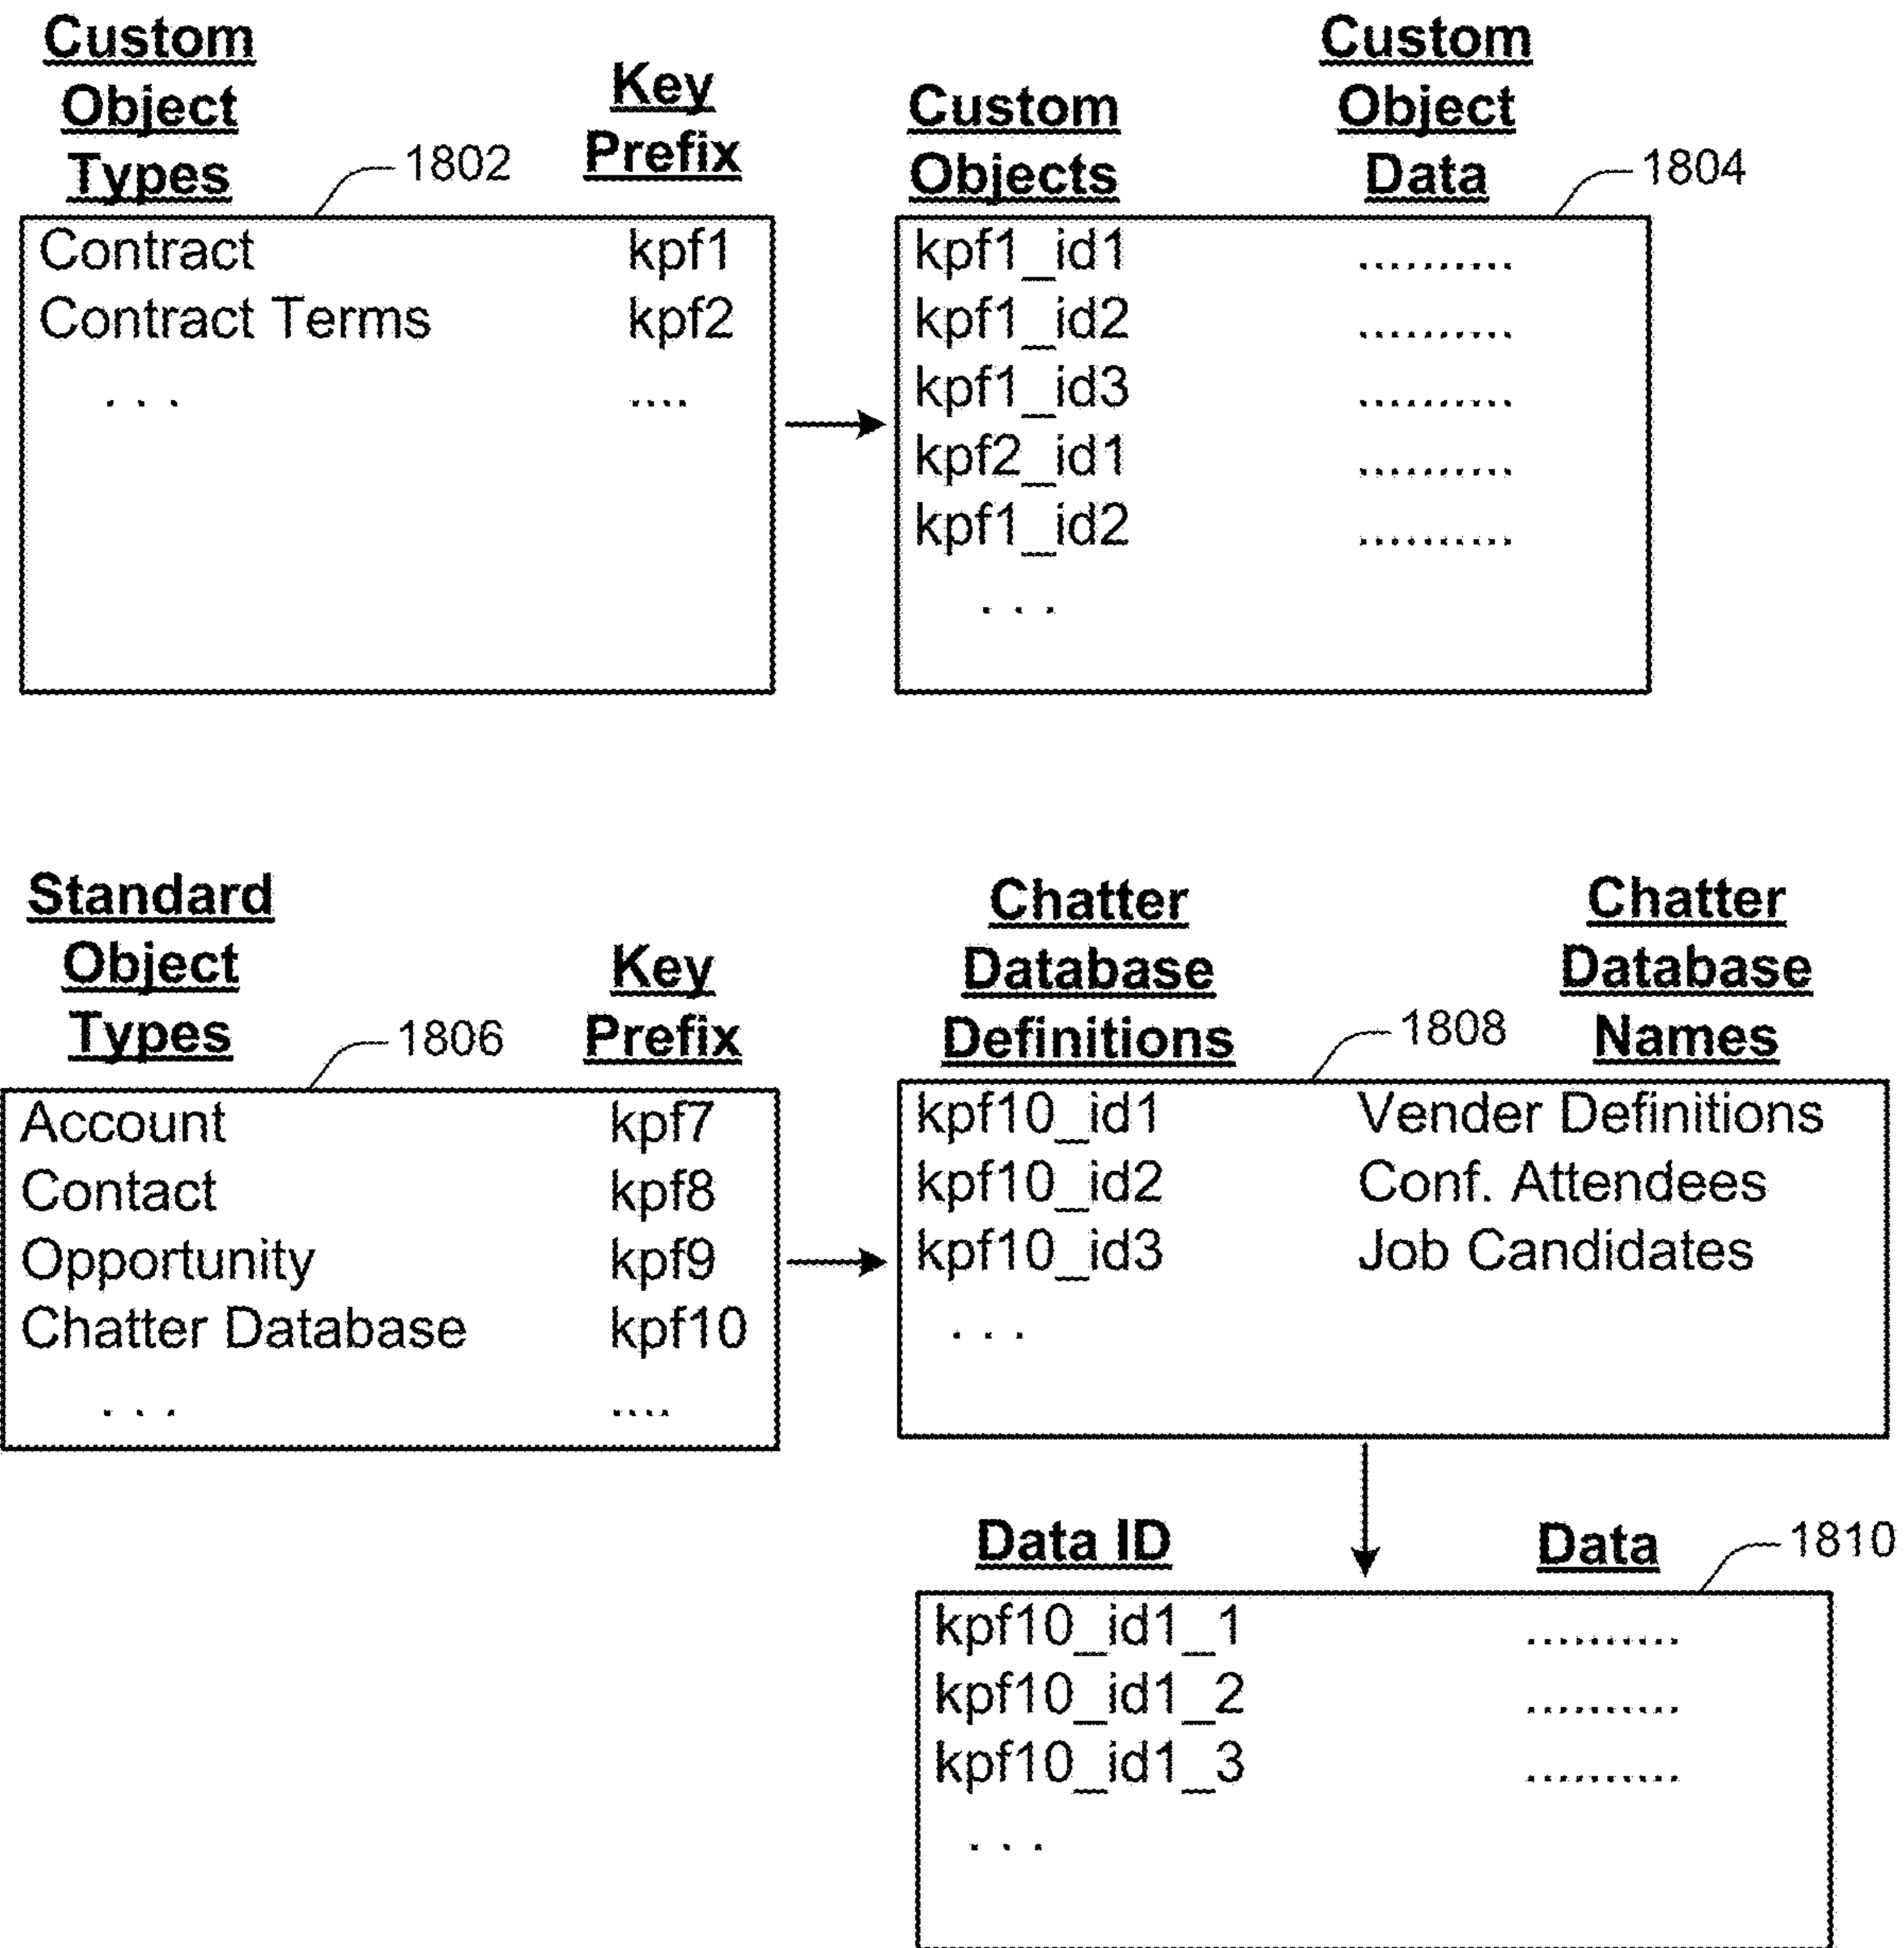 Custom
Object
Types
Key
Prefix
1802
Contract kpf1
Contract Terms kpf2
. . . ....
Custom
Objects
Custom
Object
Data
1804
kpf1_id1 ..........
kpf1_id2 ..........
kpf1_id3 ..........
kpf2_id1 ..........
kpf1_id2 ..........
. . .
Standard
Object
Types
Key
Prefix
1806
Account kpf7
Contact kpf8
Opportunity kpf9
Chatter Database kpf10
. . . ....
Chatter
Database
Definitions
Chatter
Database
Names
1808
kpf10_id1 Vender Definitions
kpf10_id2 Conf. Attendees
kpf10_id3 Job Candidates
. . .
Data ID Data 1810
kpf10_id1_1 ..........
kpf10_id1_2 ..........
kpf10_id1_3 ..........
. . .